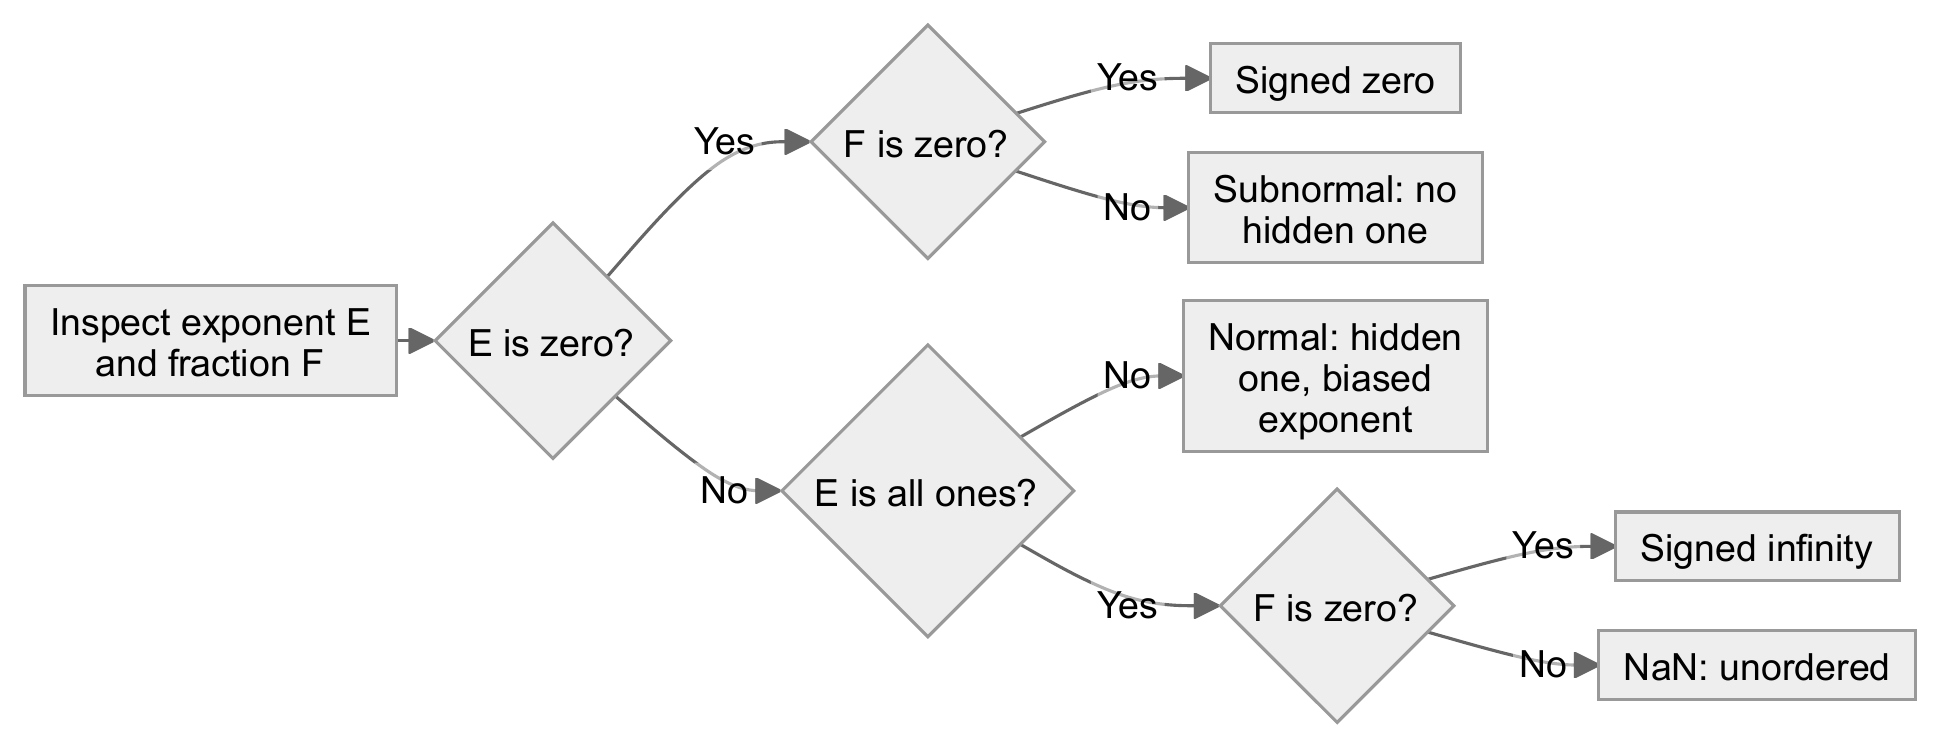 Inspect exponent E
and fraction F
E is zero?
Yes
F is zero?
Yes
Signed zero
No
Subnormal: no
hidden one
No
E is all ones?
No
Normal: hidden
one, biased
exponent
Yes
F is zero?
Yes
Signed infinity
No
NaN: unordered